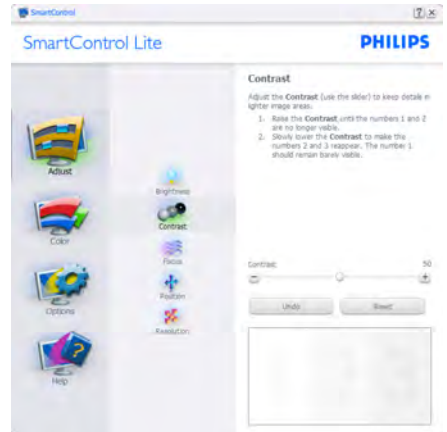 SmartControl
SmartControl Lite
PHILIPS
Contrast
Adjust the Contrast (use the slider) to keep details in
lighter image areas.
1. Raise the Contrast until the numbers 1 and 2
are no longer visible.
2. Slowly lower the Contrast to make the
numbers 2 and 3 reappear. The number 1
should remain barely visible.
Adjust
Color
Options
Help
Brightness
Contrast
Focus
Position
Resolution
Contrast: 50
Undo
Reset